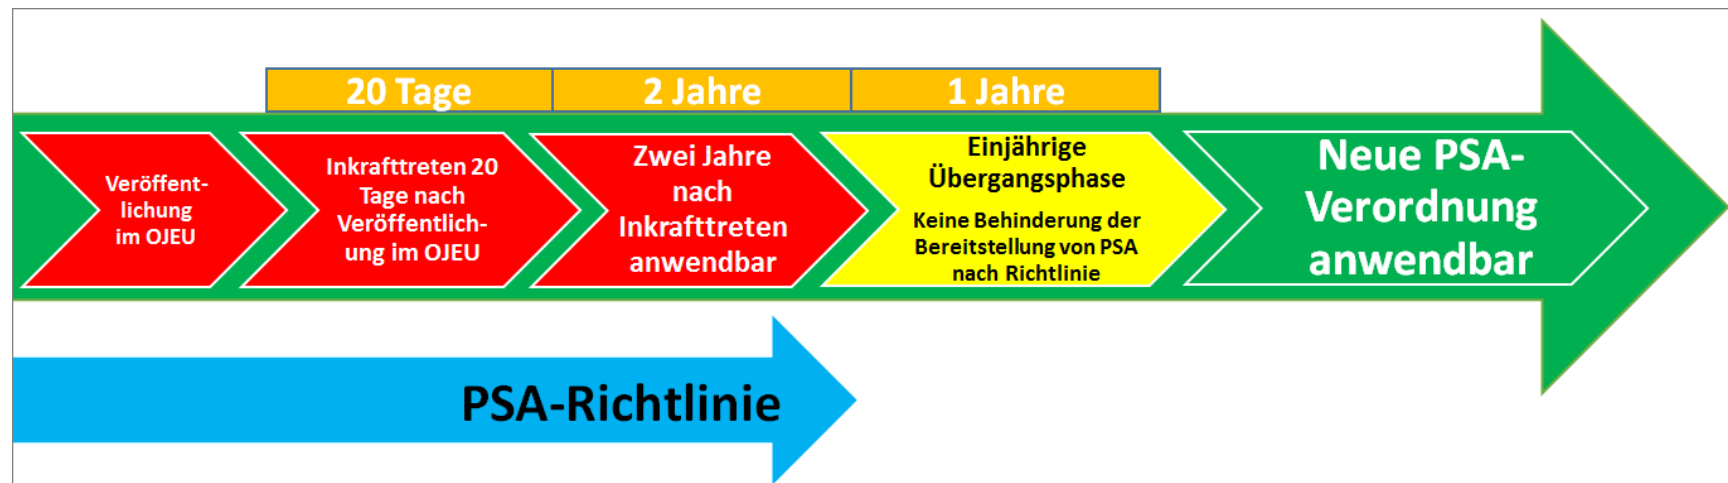 20 Tage
2 Jahre
1 Jahre
Veröffent-
lichung
im OJEU
Inkrafttreten 20
Tage nach
Veröffentlich-
ung im OJEU
Zwei Jahre
nach
Inkrafttreten
anwendbar
Einjährige
Übergangsphase
Keine Behinderung der
Bereitstellung von PSA
nach Richtlinie
Neue PSA-
Verordnung
anwendbar
PSA-Richtlinie